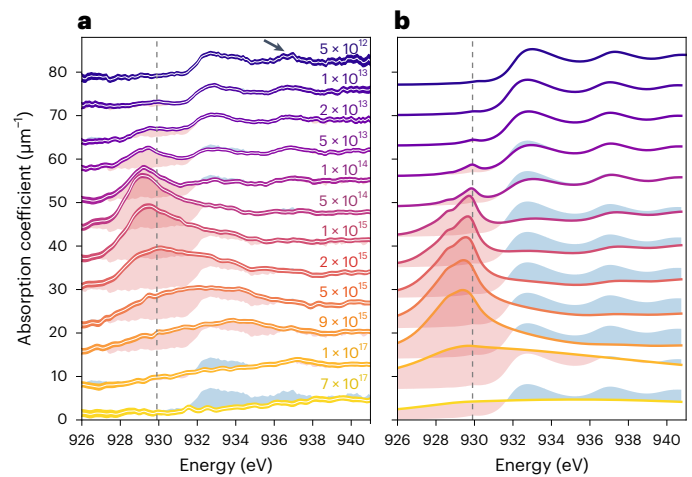 a
b
5 × 10¹²
80
1 × 10¹³
70
2 × 10¹³
5 × 10¹³
60
1 × 10¹⁴
50
5 × 10¹⁴
1 × 10¹⁵
40
2 × 10¹⁵
30
5 × 10¹⁵
20
9 × 10¹⁵
1 × 10¹⁷
10
7 × 10¹⁷
0
Absorption coefficient (μm⁻¹)
926 928 930 932 934 936 938 940
926 928 930 932 934 936 938 940
Energy (eV)
Energy (eV)